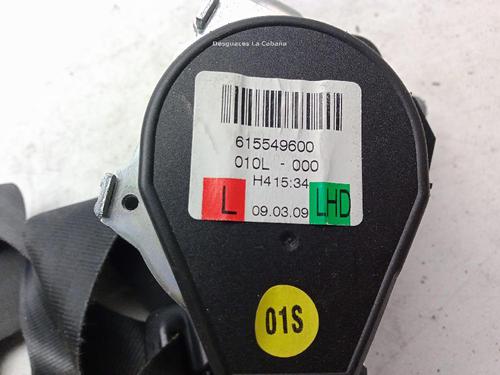 Desguaces La Cabaña
615549600
010L - 000
H415:34
L
09.03.09
LHD
01S